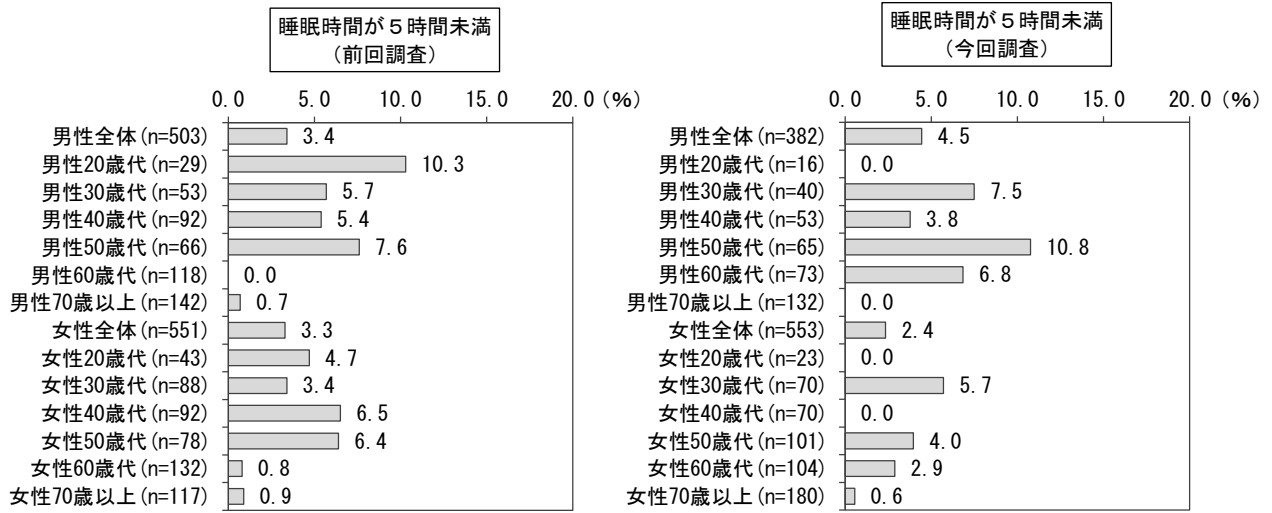 睡眠時間が５時間未満
（前回調査）
0.0 5.0 10.0 15.0 20.0 (%)
男性全体(n=503) 3.4
男性20歳代(n=29) 10.3
男性30歳代(n=53) 5.7
男性40歳代(n=92) 5.4
男性50歳代(n=66) 7.6
男性60歳代(n=118) 0.0
男性70歳以上(n=142) 0.7
女性全体(n=551) 3.3
女性20歳代(n=43) 4.7
女性30歳代(n=88) 3.4
女性40歳代(n=92) 6.5
女性50歳代(n=78) 6.4
女性60歳代(n=132) 0.8
女性70歳以上(n=117) 0.9
睡眠時間が５時間未満
（今回調査）
0.0 5.0 10.0 15.0 20.0 (%)
男性全体(n=382) 4.5
男性20歳代(n=16) 0.0
男性30歳代(n=40) 7.5
男性40歳代(n=53) 3.8
男性50歳代(n=65) 10.8
男性60歳代(n=73) 6.8
男性70歳以上(n=132) 0.0
女性全体(n=553) 2.4
女性20歳代(n=23) 0.0
女性30歳代(n=70) 5.7
女性40歳代(n=70) 0.0
女性50歳代(n=101) 4.0
女性60歳代(n=104) 2.9
女性70歳以上(n=180) 0.6